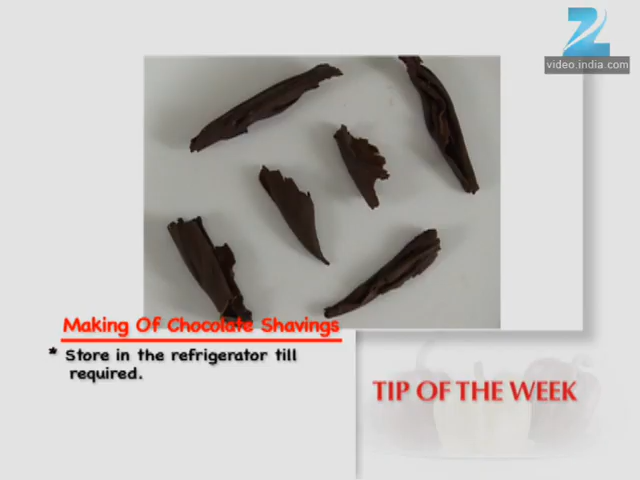 Z
video.india.com
Making Of Chocolate Shavings
* Store in the refrigerator till
required.
TIP OF THE WEEK